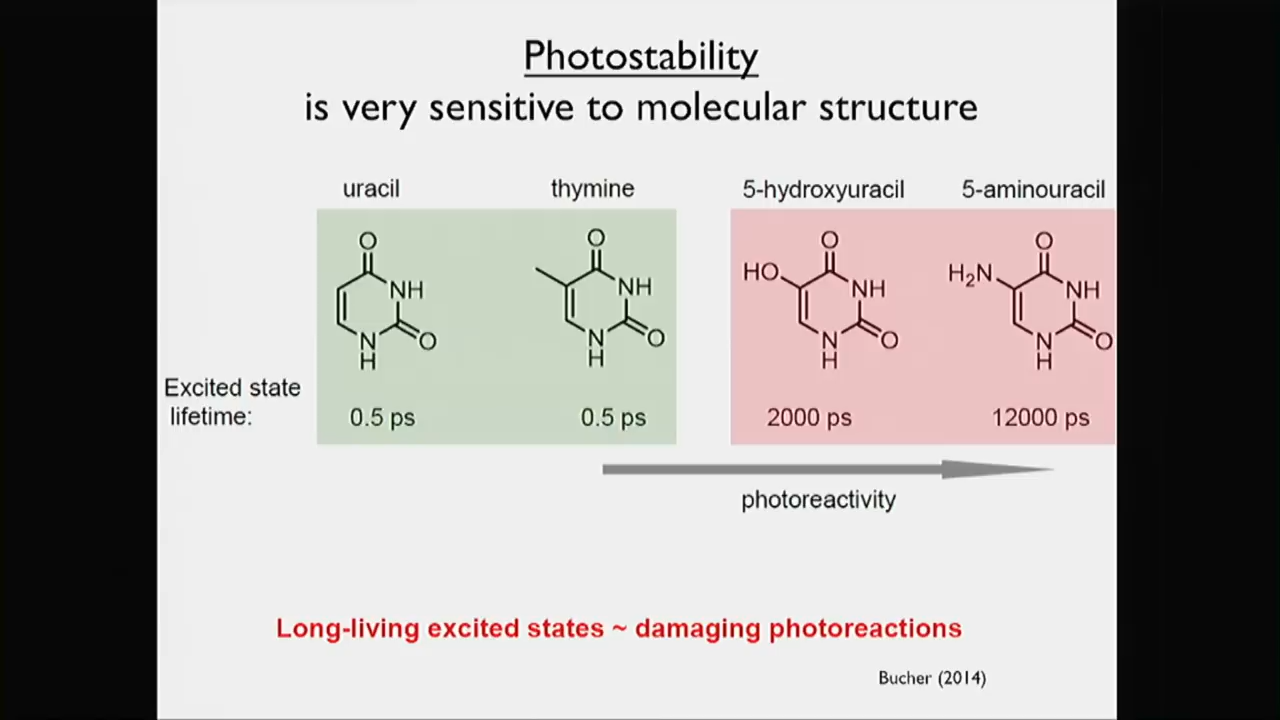 Photostability
is very sensitive to molecular structure
uracil
thymine
5-hydroxyuracil
5-aminouracil
O
NH
O
N
H
O
NH
O
N
H
HO
O
NH
O
N
H
H₂N
O
NH
O
N
H
Excited state
lifetime:
0.5 ps
0.5 ps
2000 ps
12000 ps
photoreactivity
Long-living excited states ~ damaging photoreactions
Bucher (2014)